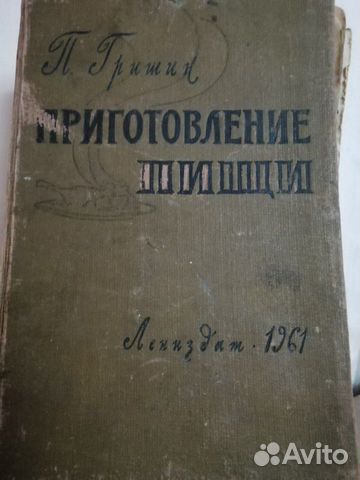 П. Гришин
ПРИГОТОВЛЕНИЕ
ПИЩИ
Лениздат · 1961
Avito